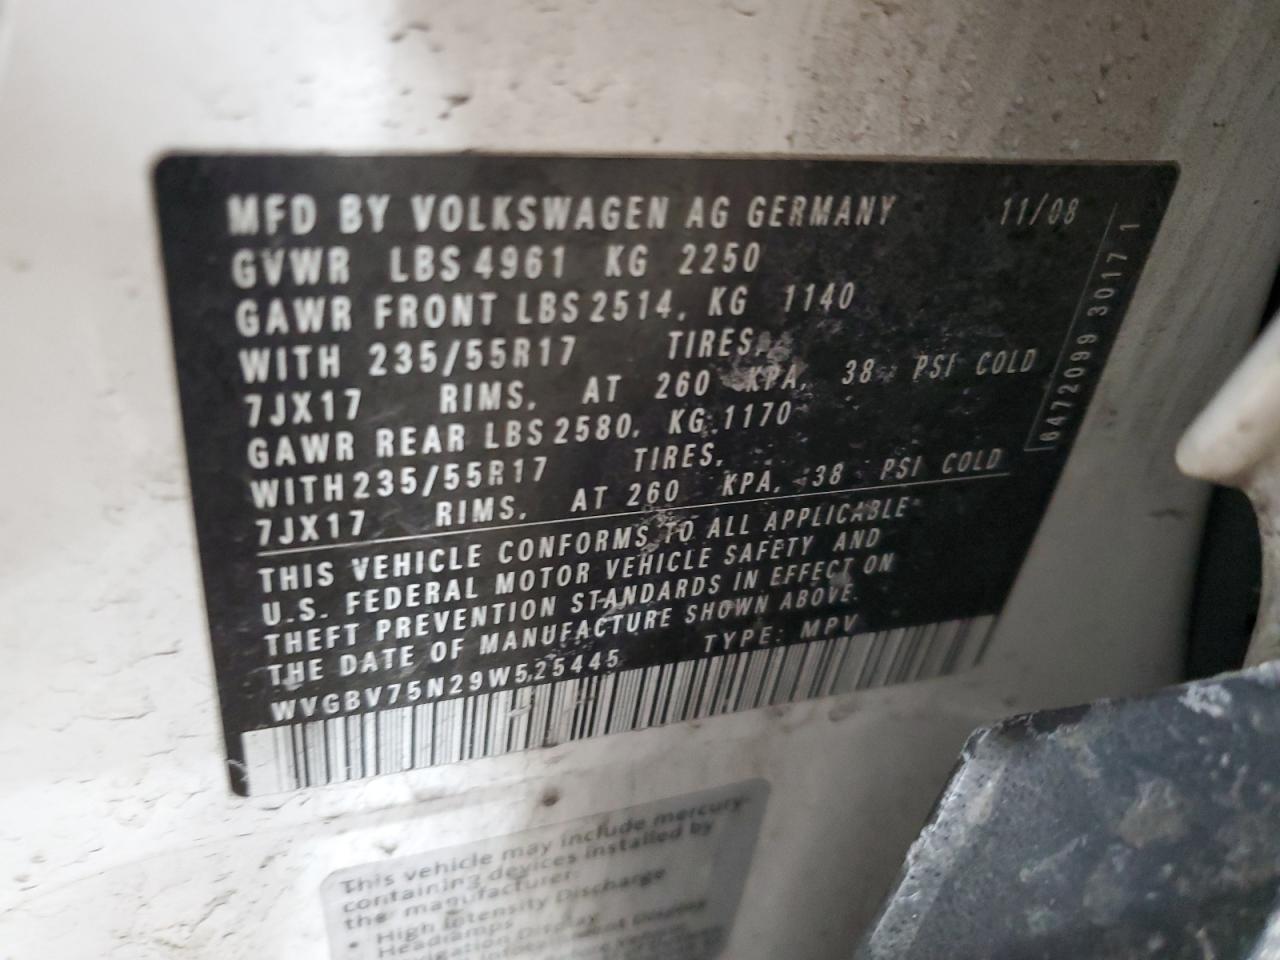 MFD BY VOLKSWAGEN AG GERMANY 11/08
GVWR LBS 4961 KG 2250
GAWR FRONT LBS 2514, KG 1140
WITH 235/55R17 TIRES,
7JX17 RIMS, AT 260 KPA, 38 PSI COLD
GAWR REAR LBS 2580, KG 1170
WITH 235/55R17 TIRES,
7JX17 RIMS, AT 260 KPA, 38 PSI COLD
THIS VEHICLE CONFORMS TO ALL APPLICABLE
U.S. FEDERAL MOTOR VEHICLE SAFETY AND
THEFT PREVENTION STANDARDS IN EFFECT ON
THE DATE OF MANUFACTURE SHOWN ABOVE.
WVGBV75N29W525445 TYPE: MPV
6472099 3017 1
This vehicle may include mercury-
containing devices installed by
the manufacturer:
• High Intensity Discharge
Headlamps